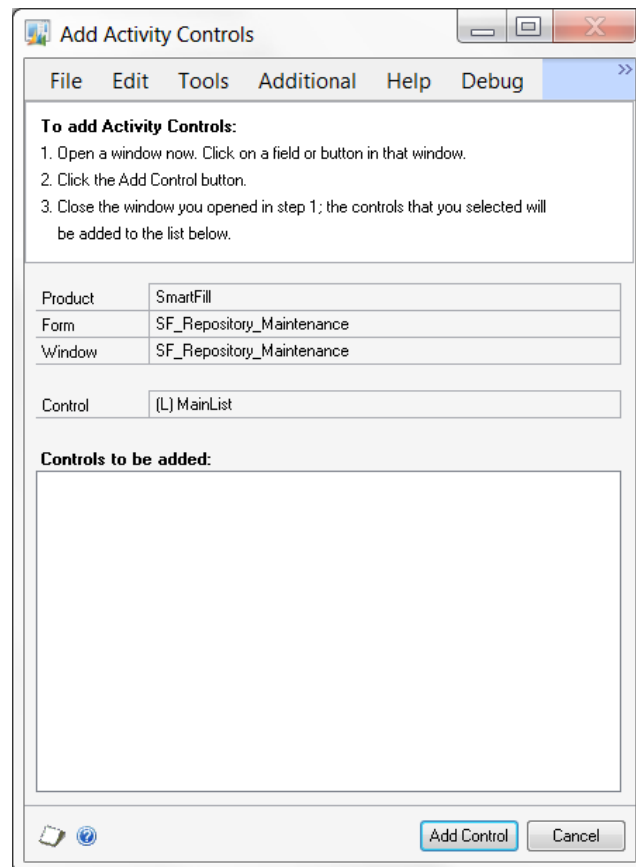 Add Activity Controls
File Edit Tools Additional Help Debug »
To add Activity Controls:
1. Open a window now. Click on a field or button in that window.
2. Click the Add Control button.
3. Close the window you opened in step 1; the controls that you selected will
be added to the list below.
Product SmartFill
Form SF_Repository_Maintenance
Window SF_Repository_Maintenance
Control (L) MainList
Controls to be added:
Add Control Cancel